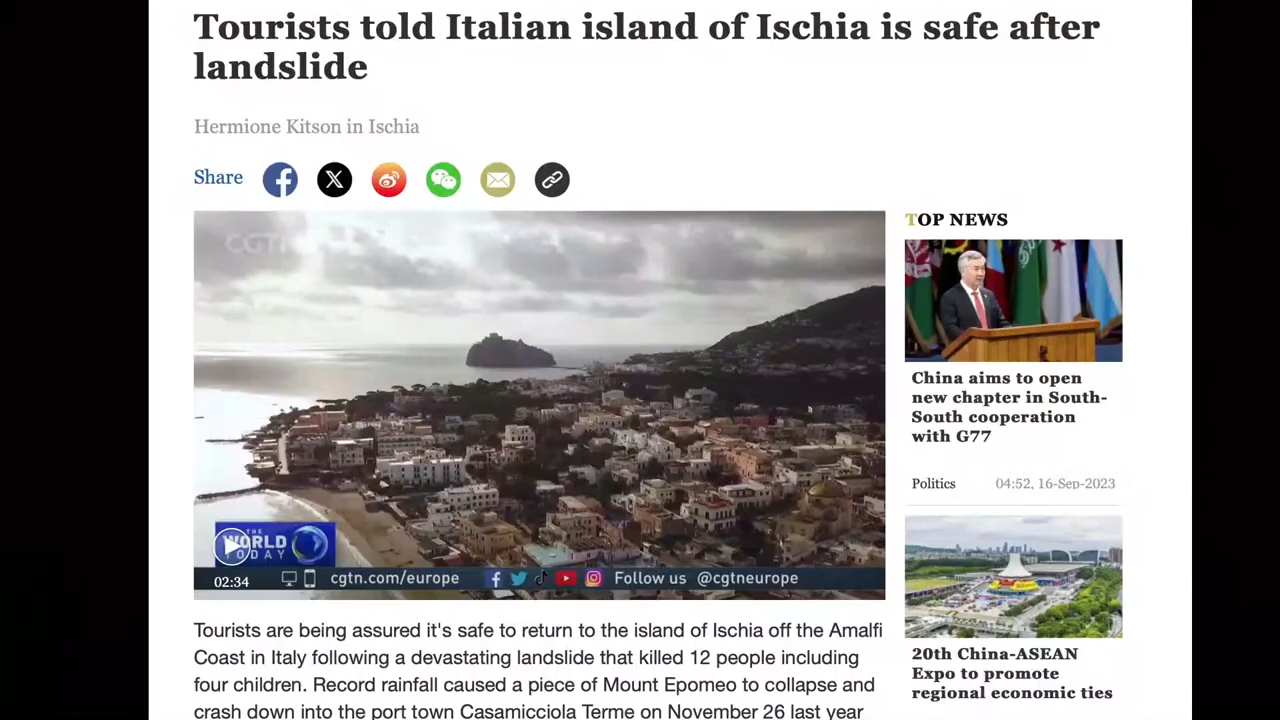 Tourists told Italian island of Ischia is safe after
landslide
Hermione Kitson in Ischia
Share
CGTN
THE
WORLD
TODAY
02:34
cgtn.com/europe
Follow us @cgtneurope
Tourists are being assured it's safe to return to the island of Ischia off the Amalfi
Coast in Italy following a devastating landslide that killed 12 people including
four children. Record rainfall caused a piece of Mount Epomeo to collapse and
crash down into the port town Casamicciola Terme on November 26 last year
TOP NEWS
China aims to open
new chapter in South-
South cooperation
with G77
Politics 04:52, 16-Sep-2023
20th China-ASEAN
Expo to promote
regional economic ties